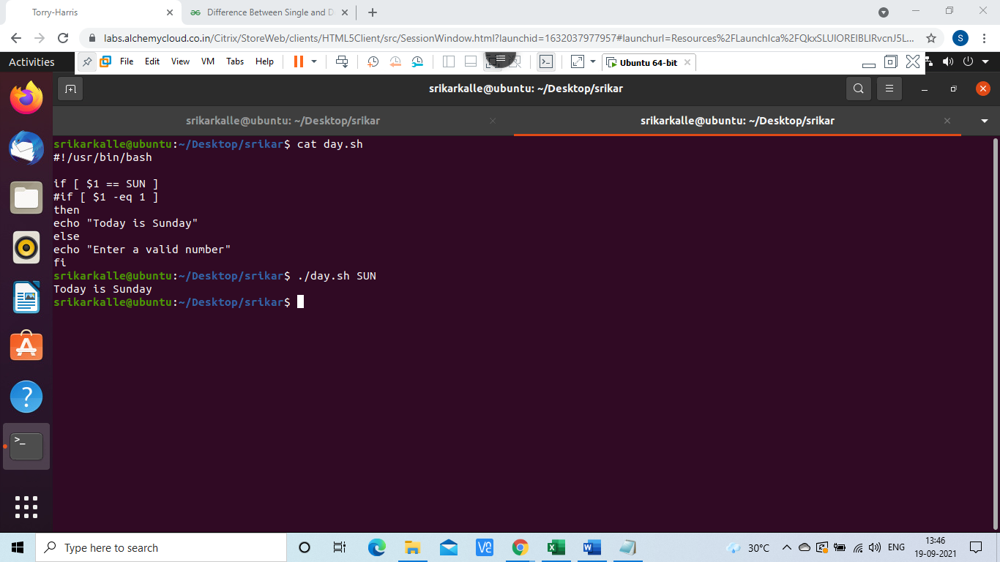 Torry-Harris
Difference Between Single and D
labs.alchemycloud.co.in/Citrix/StoreWeb/clients/HTML5Client/src/SessionWindow.html?launchid=1632037977957#launchurl=Resources%2FLaunchIca%2FQkxSLUlOREIBLlRvcnJ5L...
S
Activities
File Edit View VM Tabs Help
Ubuntu 64-bit
srikarkalle@ubuntu: ~/Desktop/srikar
srikarkalle@ubuntu: ~/Desktop/srikar
srikarkalle@ubuntu: ~/Desktop/srikar
srikarkalle@ubuntu:~/Desktop/srikar$ cat day.sh
#!/usr/bin/bash
if [ $1 == SUN ]
#if [ $1 -eq 1 ]
then
echo "Today is Sunday"
else
echo "Enter a valid number"
fi
srikarkalle@ubuntu:~/Desktop/srikar$ ./day.sh SUN
Today is Sunday
srikarkalle@ubuntu:~/Desktop/srikar$
Type here to search
30°C
ENG
13:46
19-09-2021